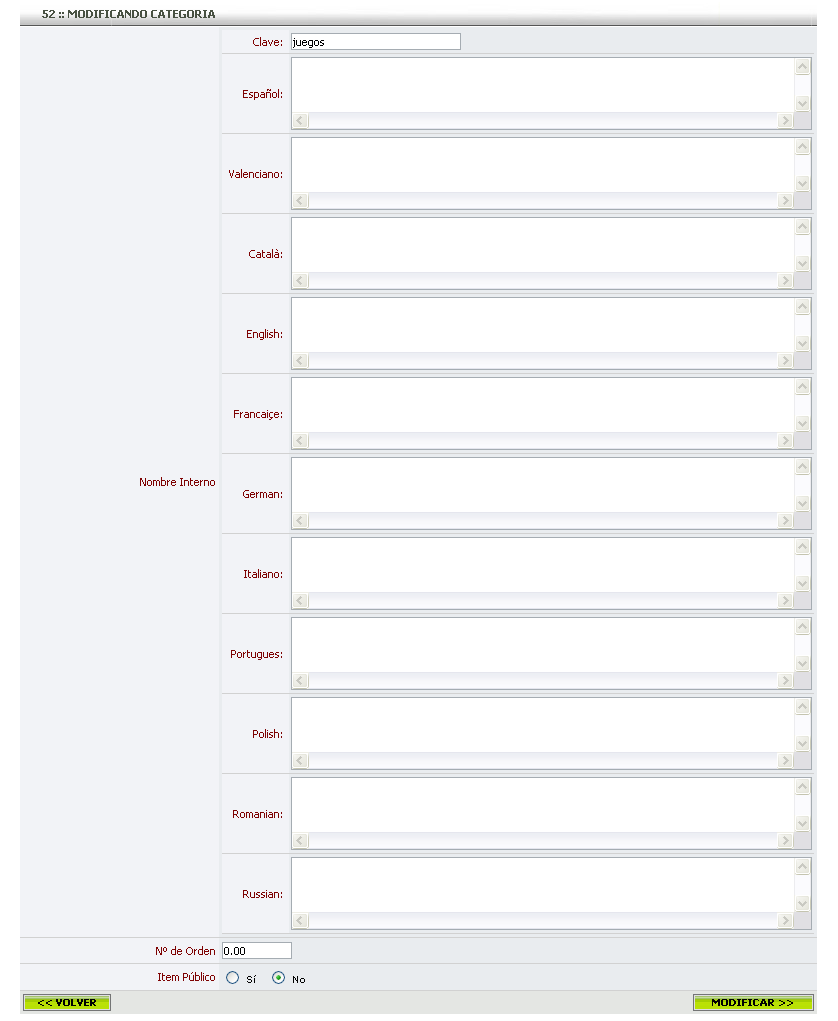 52 :: MODIFICANDO CATEGORIA
Clave: juegos
Español:
Valenciano:
Català:
English:
Francaiçe:
Nombre Interno
German:
Italiano:
Portugues:
Polish:
Romanian:
Russian:
Nº de Orden 0.00
Item Público Sí No
<< VOLVER MODIFICAR >>